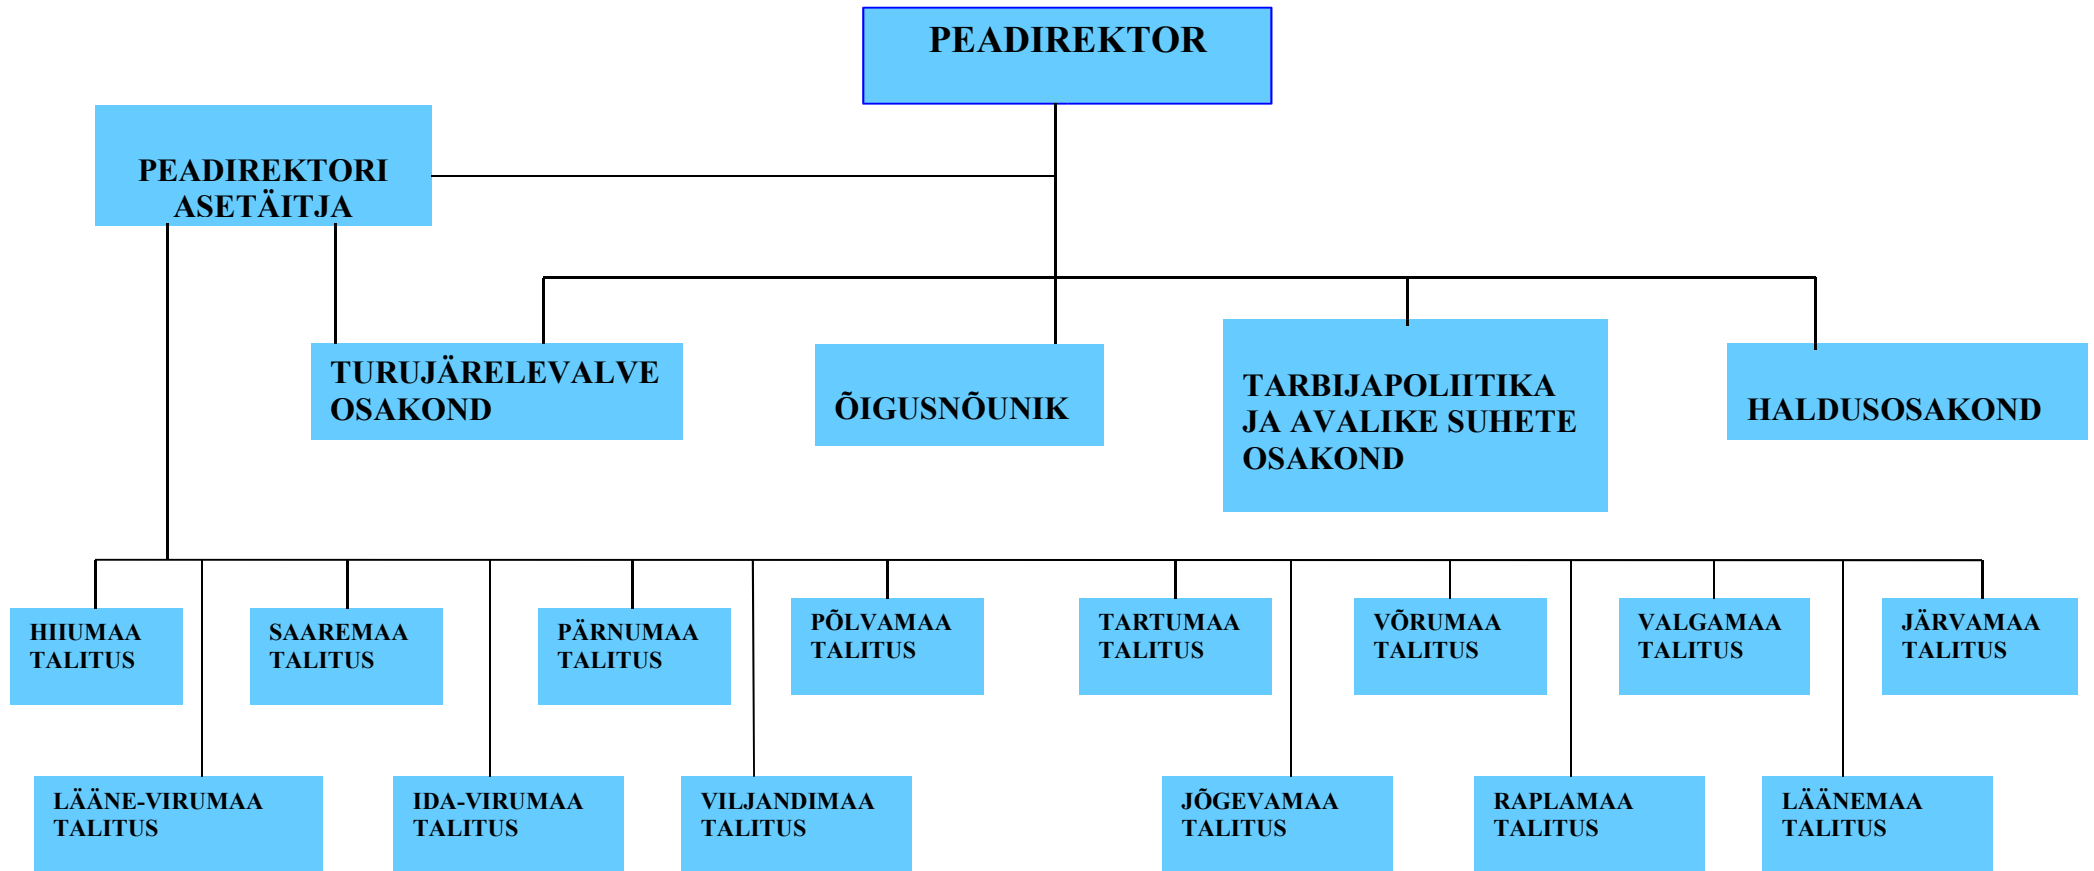 PEADIREKTOR
PEADIREKTORI
ASETÄITJA
TURUJÄRELEVALVE
OSAKOND
ÕIGUSNÕUNIK
TARBIJAPOLIITIKA
JA AVALIKE SUHETE
OSAKOND
HALDUSOSAKOND
HIIUMAA
TALITUS
SAAREMAA
TALITUS
PÄRNUMAA
TALITUS
PÕLVAMAA
TALITUS
TARTUMAA
TALITUS
VÕRUMAA
TALITUS
VALGAMAA
TALITUS
JÄRVAMAA
TALITUS
LÄÄNE-VIRUMAA
TALITUS
IDA-VIRUMAA
TALITUS
VILJANDIMAA
TALITUS
JÕGEVAMAA
TALITUS
RAPLAMAA
TALITUS
LÄÄNEMAA
TALITUS